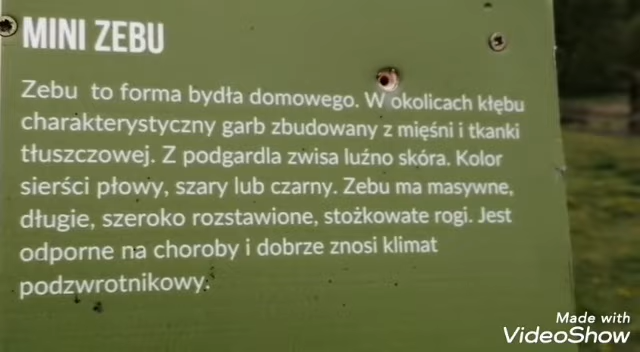 MINI ZEBU
Zebu to forma bydła domowego. W okolicach kłębu
charakterystyczny garb zbudowany z mięśni i tkanki
tłuszczowej. Z podgardla zwisa luźno skóra. Kolor
sierści płowy, szary lub czarny. Zebu ma masywne,
długie, szeroko rozstawione, stożkowate rogi. Jest
odporne na choroby i dobrze znosi klimat
podzwrotnikowy.
Made with
VideoShow